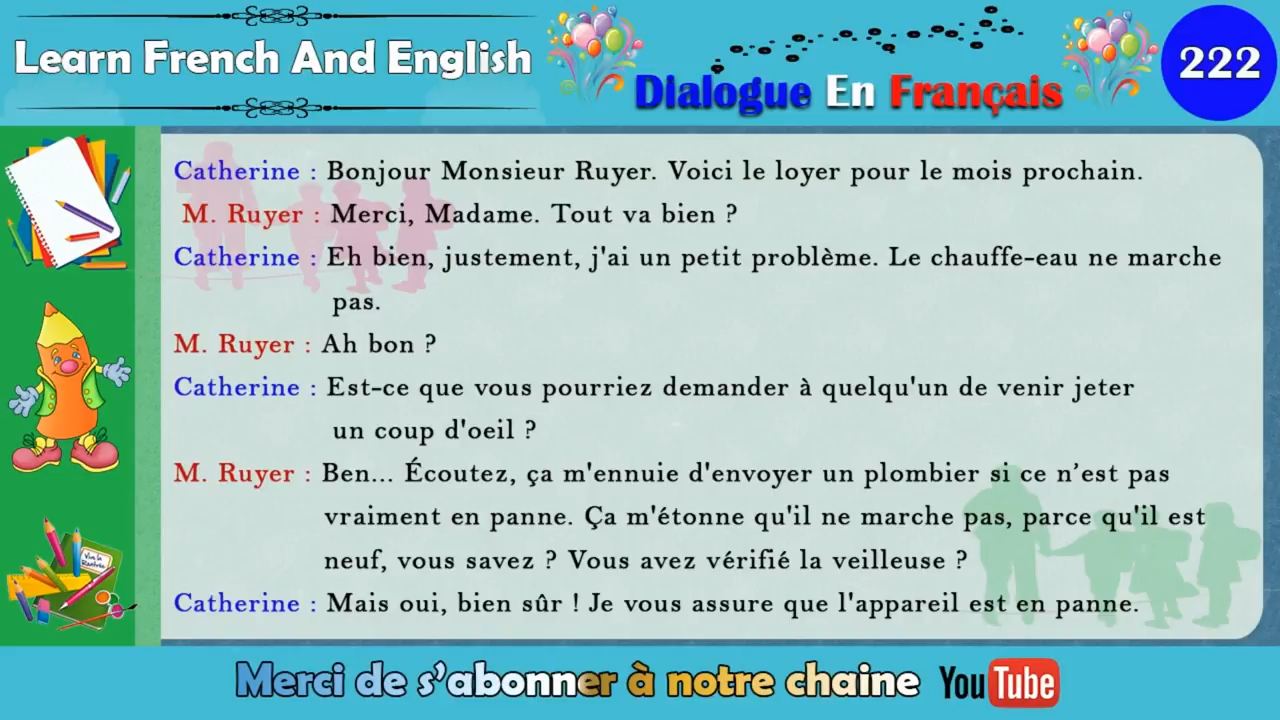 Learn French And English
Dialogue En Français
222
Catherine : Bonjour Monsieur Ruyer. Voici le loyer pour le mois prochain.
M. Ruyer : Merci, Madame. Tout va bien ?
Catherine : Eh bien, justement, j'ai un petit problème. Le chauffe-eau ne marche
pas.
M. Ruyer : Ah bon ?
Catherine : Est-ce que vous pourriez demander à quelqu'un de venir jeter
un coup d'oeil ?
M. Ruyer : Ben... Écoutez, ça m'ennuie d'envoyer un plombier si ce n’est pas
vraiment en panne. Ça m'étonne qu'il ne marche pas, parce qu'il est
neuf, vous savez ? Vous avez vérifié la veilleuse ?
Catherine : Mais oui, bien sûr ! Je vous assure que l'appareil est en panne.
Vive la
Rentrée
Merci de s’abonner à notre chaine YouTube